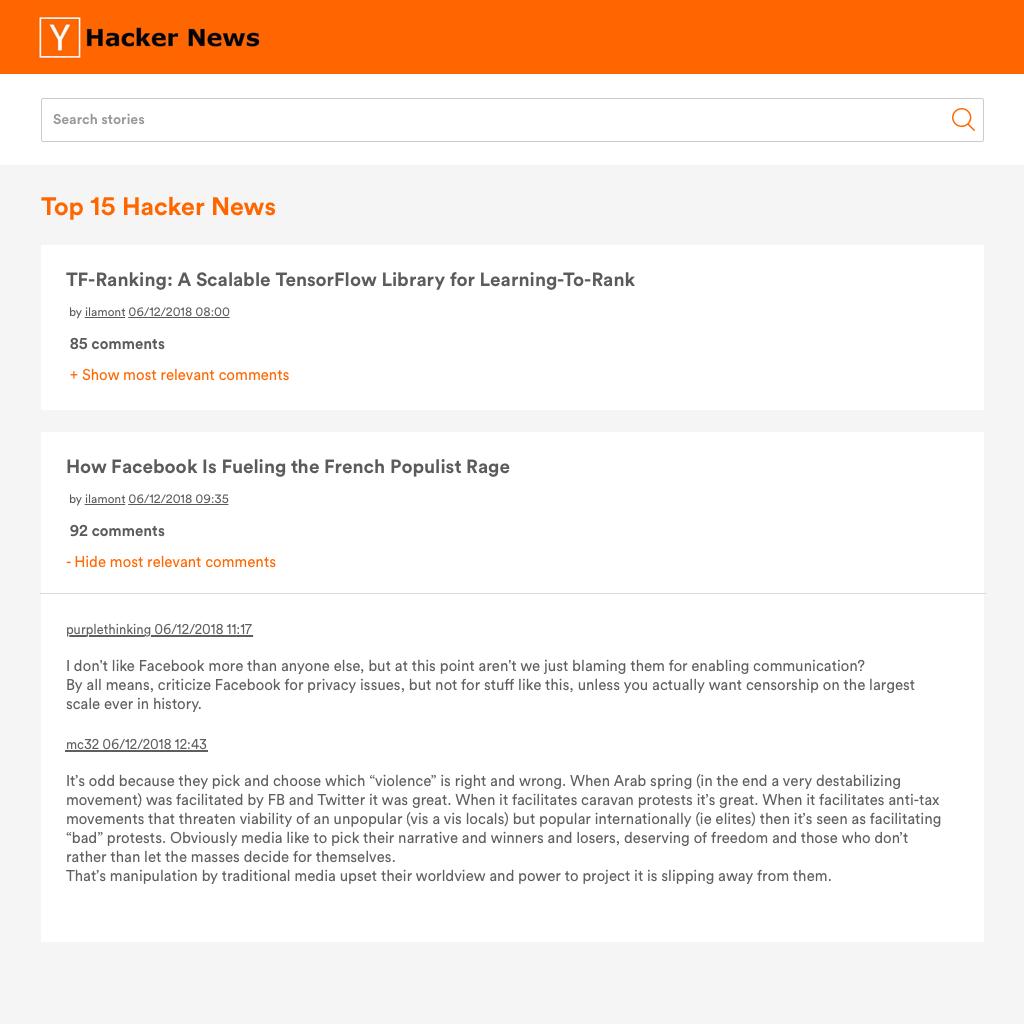 Y Hacker News
Search stories
Top 15 Hacker News
TF-Ranking: A Scalable TensorFlow Library for Learning-To-Rank
by ilamont 06/12/2018 08:00
85 comments
+ Show most relevant comments
How Facebook Is Fueling the French Populist Rage
by ilamont 06/12/2018 09:35
92 comments
- Hide most relevant comments
purplethinking 06/12/2018 11:17
I don't like Facebook more than anyone else, but at this point aren't we just blaming them for enabling communication?
By all means, criticize Facebook for privacy issues, but not for stuff like this, unless you actually want censorship on the largest
scale ever in history.
mc32 06/12/2018 12:43
It’s odd because they pick and choose which “violence” is right and wrong. When Arab spring (in the end a very destabilizing
movement) was facilitated by FB and Twitter it was great. When it facilitates caravan protests it’s great. When it facilitates anti-tax
movements that threaten viability of an unpopular (vis a vis locals) but popular internationally (ie elites) then it’s seen as facilitating
“bad” protests. Obviously media like to pick their narrative and winners and losers, deserving of freedom and those who don’t
rather than let the masses decide for themselves.
That’s manipulation by traditional media upset their worldview and power to project it is slipping away from them.